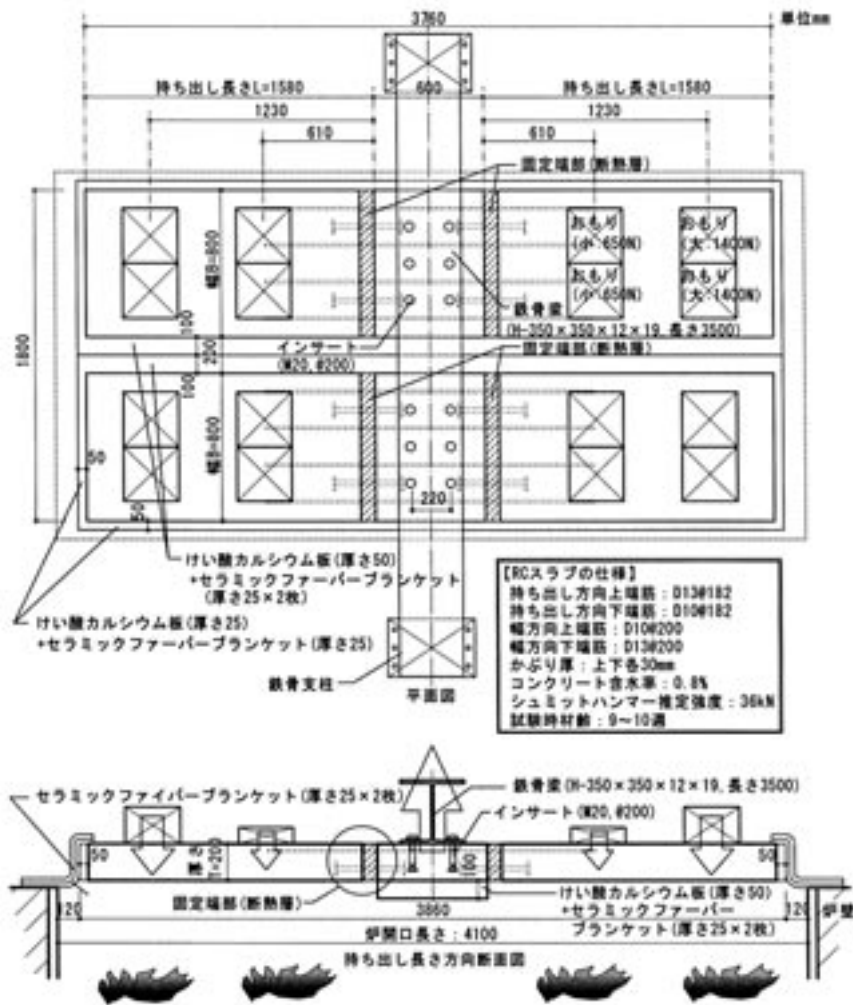 3760
単位mm
持ち出し長さL=1580
600
持ち出し長さL=1580
1230
1230
610
610
固定端部(断熱層)
おもり
(小:650N)
おもり
(大:1400N)
おもり
(小:650N)
おもり
(大:1400N)
幅B=800
1800
100
200
100
鉄骨梁
(H-350×350×12×19,長さ3500)
インサート
(M20,@200)
固定端部(断熱層)
幅B=800
50
50
220
けい酸カルシウム板(厚さ50)
+セラミックファーバーブランケット
(厚さ25×2枚)
けい酸カルシウム板(厚さ25)
+セラミックファーバーブランケット(厚さ25)
鉄骨支柱
平面図
【RCスラブの仕様】
持ち出し方向上端筋:D13@182
持ち出し方向下端筋:D10@182
幅方向上端筋:D10@200
幅方向下端筋:D13@200
かぶり厚:上下各30mm
コンクリート含水率:0.8%
シュミットハンマー推定強度:36kN
試験時材齢:9~10週
セラミックファイバーブランケット(厚さ25×2枚)
鉄骨梁(H-350×350×12×19,長さ3500)
インサート(M20,@200)
50
厚さ
T=200
100
50
固定端部(断熱層)
けい酸カルシウム板(厚さ50)
+セラミックファーバー
ブランケット(厚さ25×2枚)
120
3860
120
炉壁
炉開口長さ:4100
持ち出し長さ方向断面図